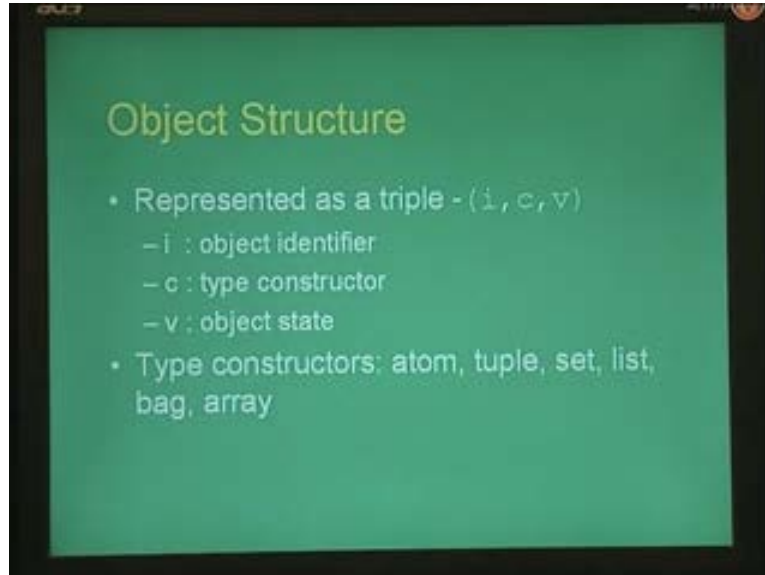 acer
Object Structure
• Represented as a triple - (i,c,v)
– i : object identifier
– c : type constructor
– v : object state
• Type constructors: atom, tuple, set, list,
bag, array